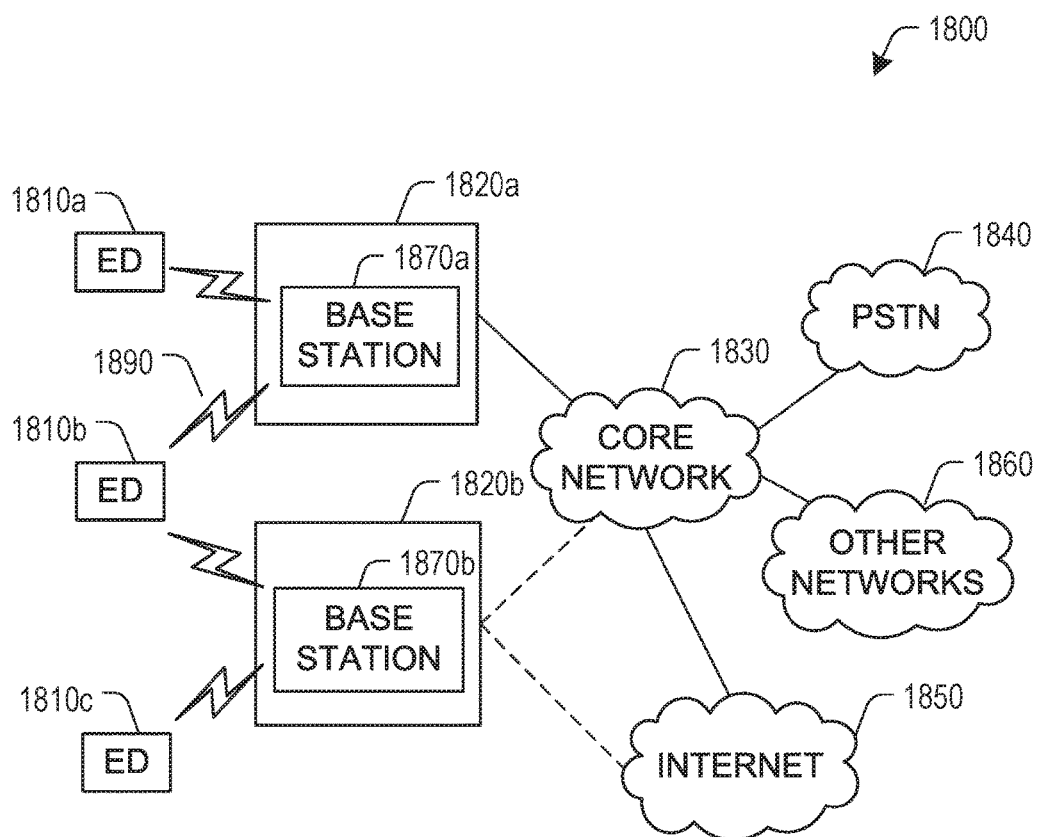 1800
1820a
1810a
1870a
1840
ED
BASE
STATION
PSTN
1890
1830
1810b
CORE
NETWORK
1860
ED
1820b
OTHER
NETWORKS
1870b
BASE
STATION
1810c
1850
ED
INTERNET